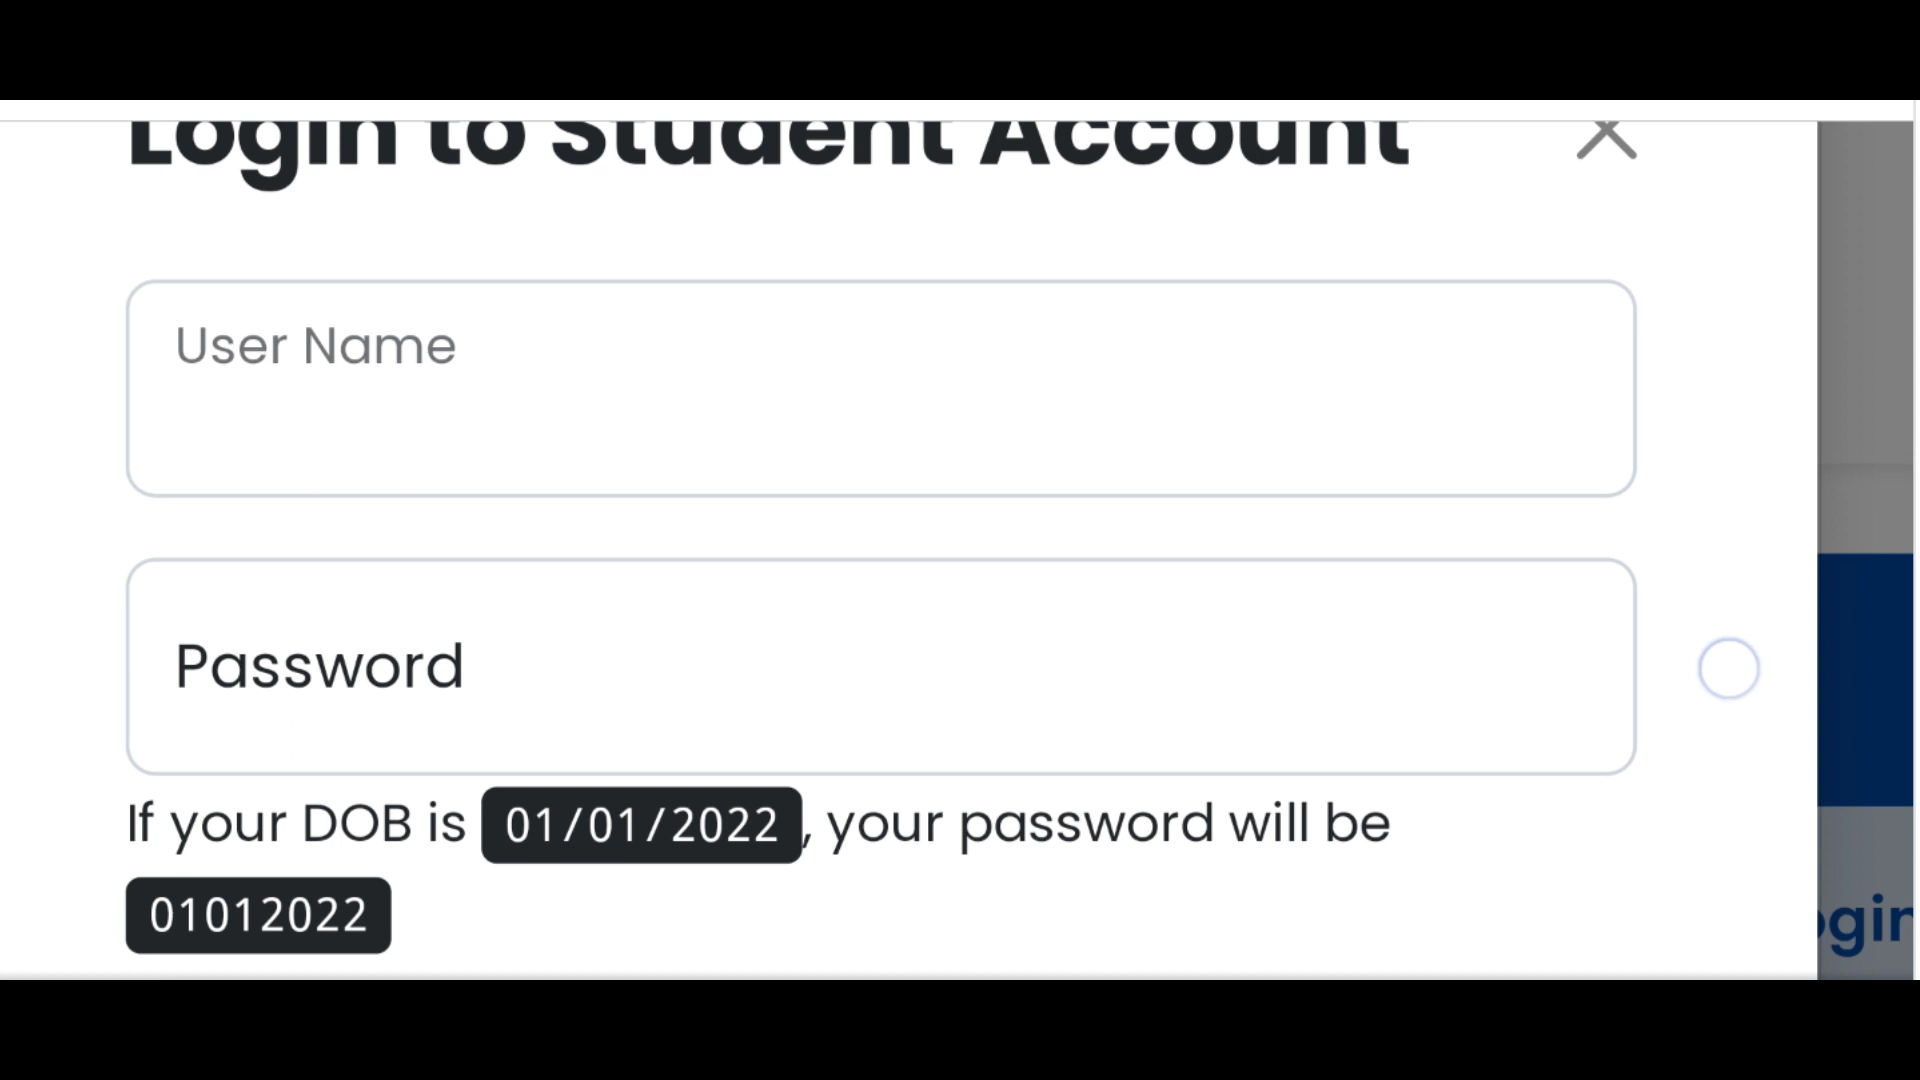 Login to Student Account
User Name
Password
If your DOB is 01/01/2022, your password will be
01012022